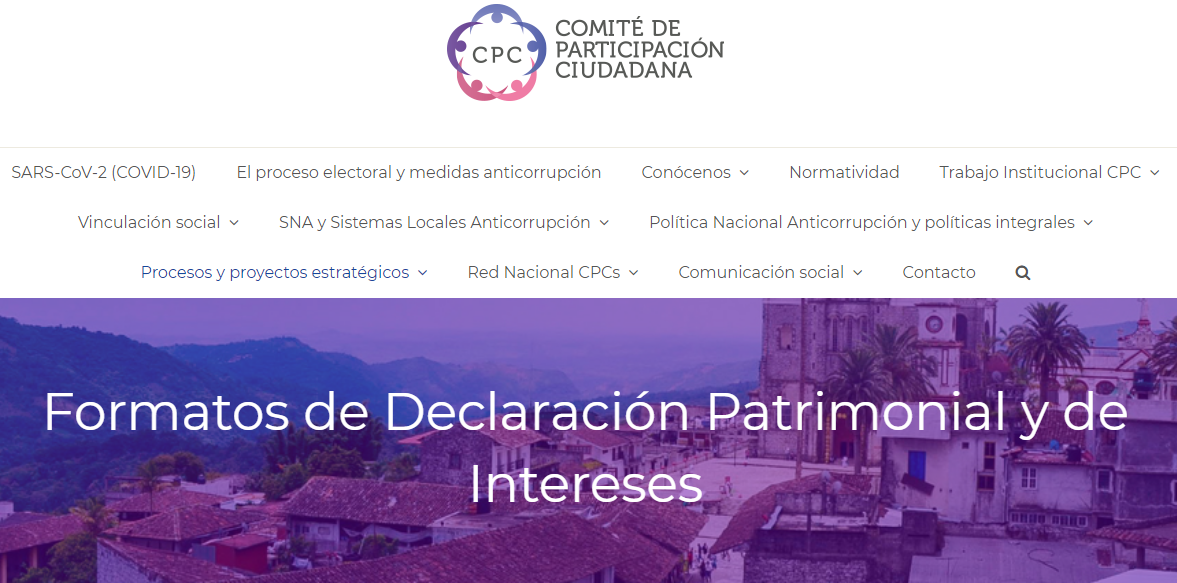 CPC
COMITÉ DE
PARTICIPACIÓN
CIUDADANA
SARS-CoV-2 (COVID-19) El proceso electoral y medidas anticorrupción Conócenos Normatividad Trabajo Institucional CPC
Vinculación social SNA y Sistemas Locales Anticorrupción Política Nacional Anticorrupción y políticas integrales
Procesos y proyectos estratégicos Red Nacional CPCs Comunicación social Contacto
Formatos de Declaración Patrimonial y de
Intereses